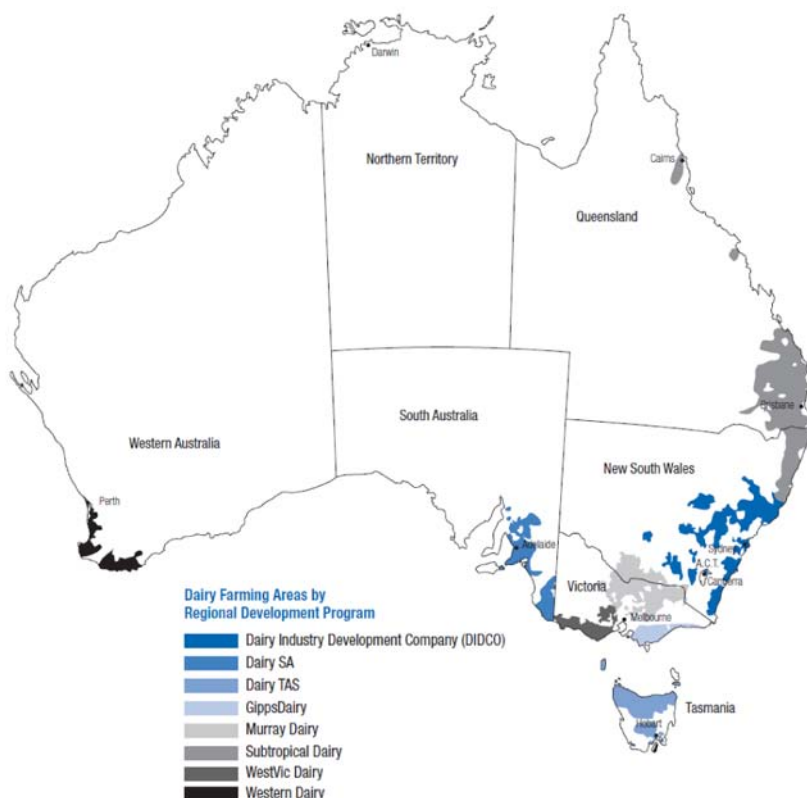 Darwin
Northern Territory
Cairns
Queensland
Brisbane
South Australia
Western Australia
New South Wales
Perth
Adelaide
Sydney
A.C.T.
Canberra
Victoria
Melbourne
Dairy Farming Areas by
Regional Development Program
Dairy Industry Development Company (DIDCO)
Dairy SA
Dairy TAS
GippsDairy
Murray Dairy
Subtropical Dairy
WestVic Dairy
Western Dairy
Tasmania
Hobart